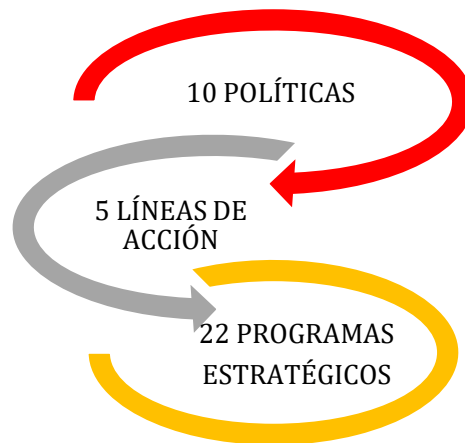 10 POLÍTICAS
5 LÍNEAS DE
ACCIÓN
22 PROGRAMAS
ESTRATÉGICOS